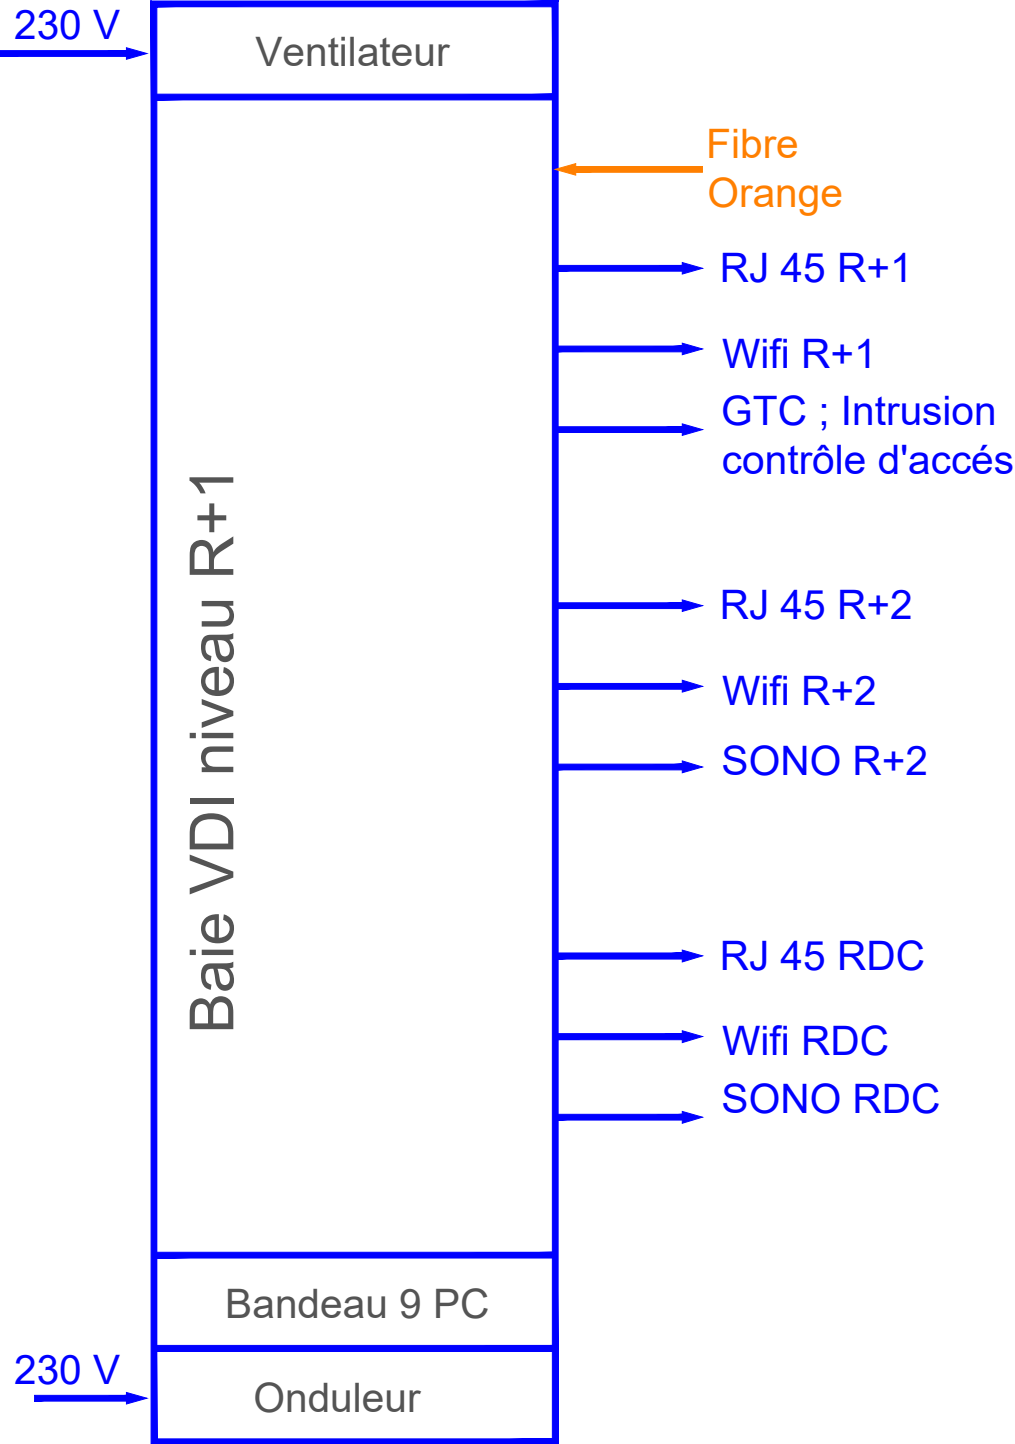 230 V
Ventilateur
Fibre
Orange
RJ 45 R+1
Wifi R+1
GTC ; Intrusion
contrôle d'accés
Baie VDI niveau R+1
RJ 45 R+2
Wifi R+2
SONO R+2
RJ 45 RDC
Wifi RDC
SONO RDC
Bandeau 9 PC
230 V
Onduleur